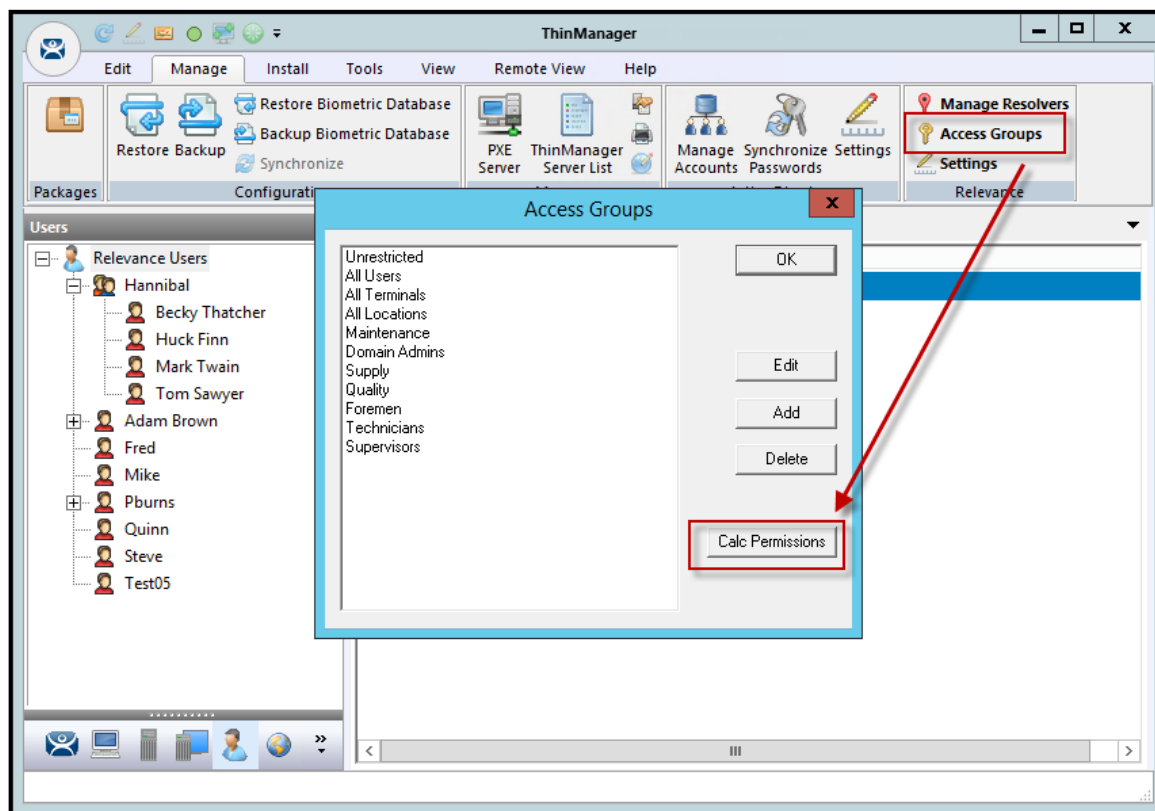 ThinManager
Edit Manage Install Tools View Remote View Help
Restore Backup
Restore Biometric Database
Backup Biometric Database
Synchronize
PXE Server
ThinManager Server List
Manage Accounts
Synchronize Passwords
Settings
Manage Resolvers
Access Groups
Settings
Packages
Relevance
Users
Relevance Users
Hannibal
Becky Thatcher
Huck Finn
Mark Twain
Tom Sawyer
Adam Brown
Fred
Mike
Pburns
Quinn
Steve
Test05
Access Groups
X
Unrestricted
All Users
All Terminals
All Locations
Maintenance
Domain Admins
Supply
Quality
Foremen
Technicians
Supervisors
OK
Edit
Add
Delete
Calc Permissions